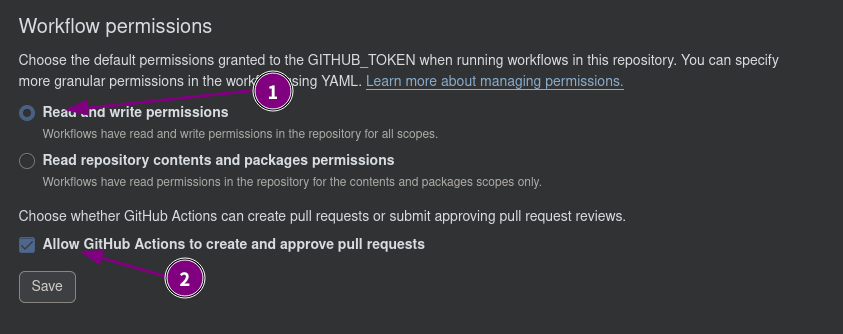 Workflow permissions
Choose the default permissions granted to the GITHUB_TOKEN when running workflows in this repository. You can specify
more granular permissions in the workf sing YAML. Learn more about managing permissions.
1
Read and write permissions
Workflows have read and write permissions in the repository for all scopes.
Read repository contents and packages permissions
Workflows have read permissions in the repository for the contents and packages scopes only.
Choose whether GitHub Actions can create pull requests or submit approving pull request reviews.
Allow GitHub Actions to create and approve pull requests
2
Save